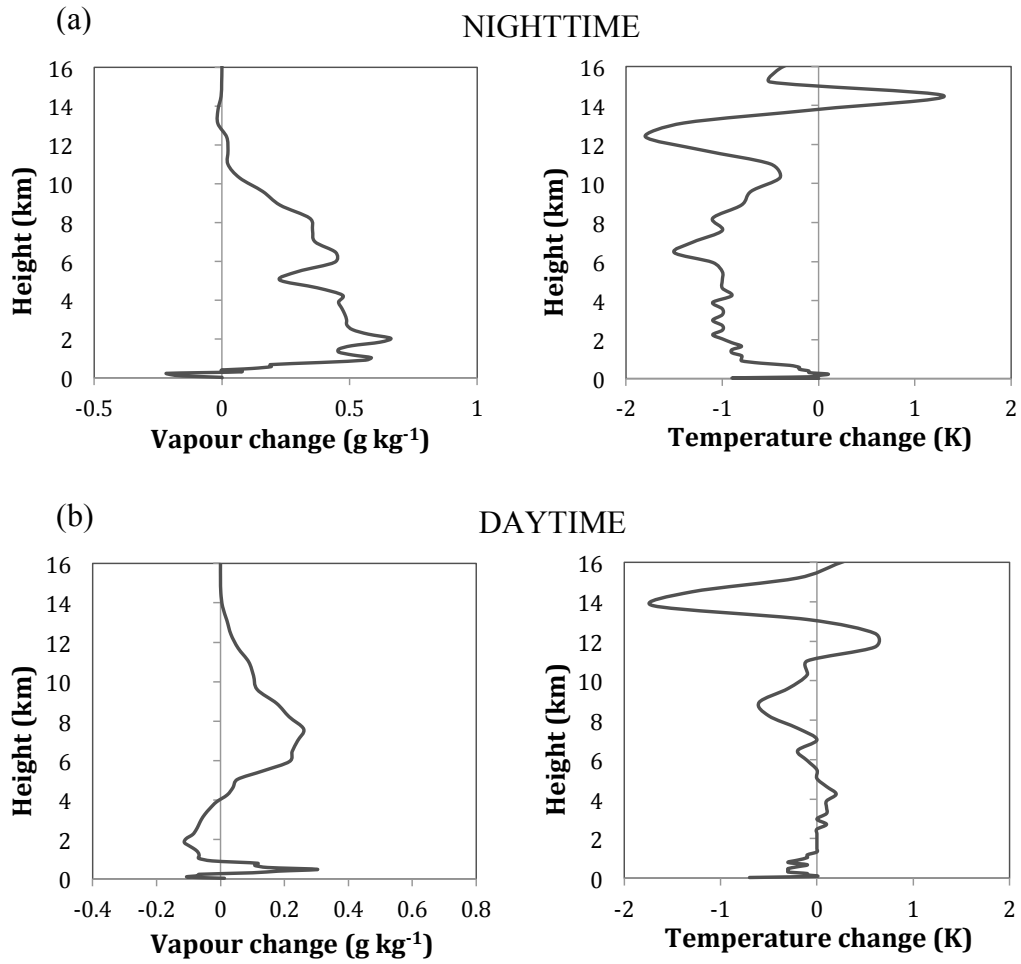 (a)
NIGHTTIME
16
14
12
10
8
6
4
2
0
Height (km)
-0.5 0 0.5 1
Vapour change (g kg-1)
16
14
12
10
8
6
4
2
0
Height (km)
-2 -1 0 1 2
Temperature change (K)
(b)
DAYTIME
16
14
12
10
8
6
4
2
0
Height (km)
-0.4 -0.2 0 0.2 0.4 0.6 0.8
Vapour change (g kg-1)
16
14
12
10
8
6
4
2
0
Height (km)
-2 -1 0 1 2
Temperature change (K)